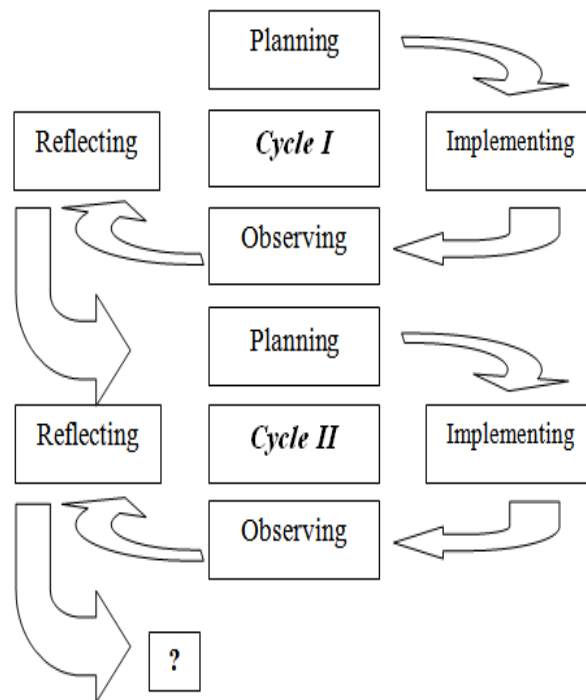 Planning
Reflecting
Cycle I
Implementing
Observing
Planning
Reflecting
Cycle II
Implementing
Observing
?